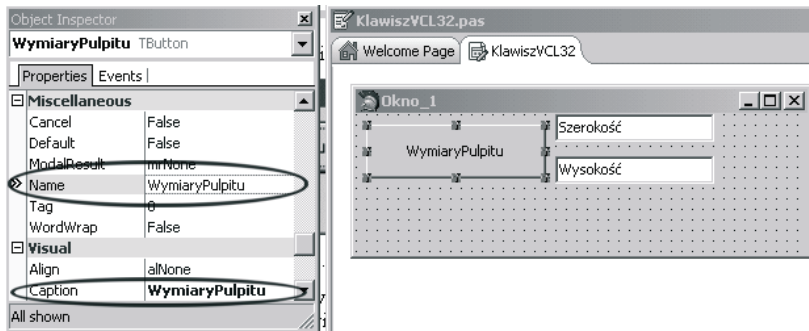 Object Inspector
WymiaryPulpitu TButton
Properties Events
Miscellaneous
Cancel False
Default False
ModalResult mrNone
Name WymiaryPulpitu
Tag 0
WordWrap False
Visual
Align alNone
Caption WymiaryPulpitu
All shown
KlawiszVCL32.pas
Welcome Page KlawiszVCL32
Okno_1
WymiaryPulpitu
Szerokość
Wysokość